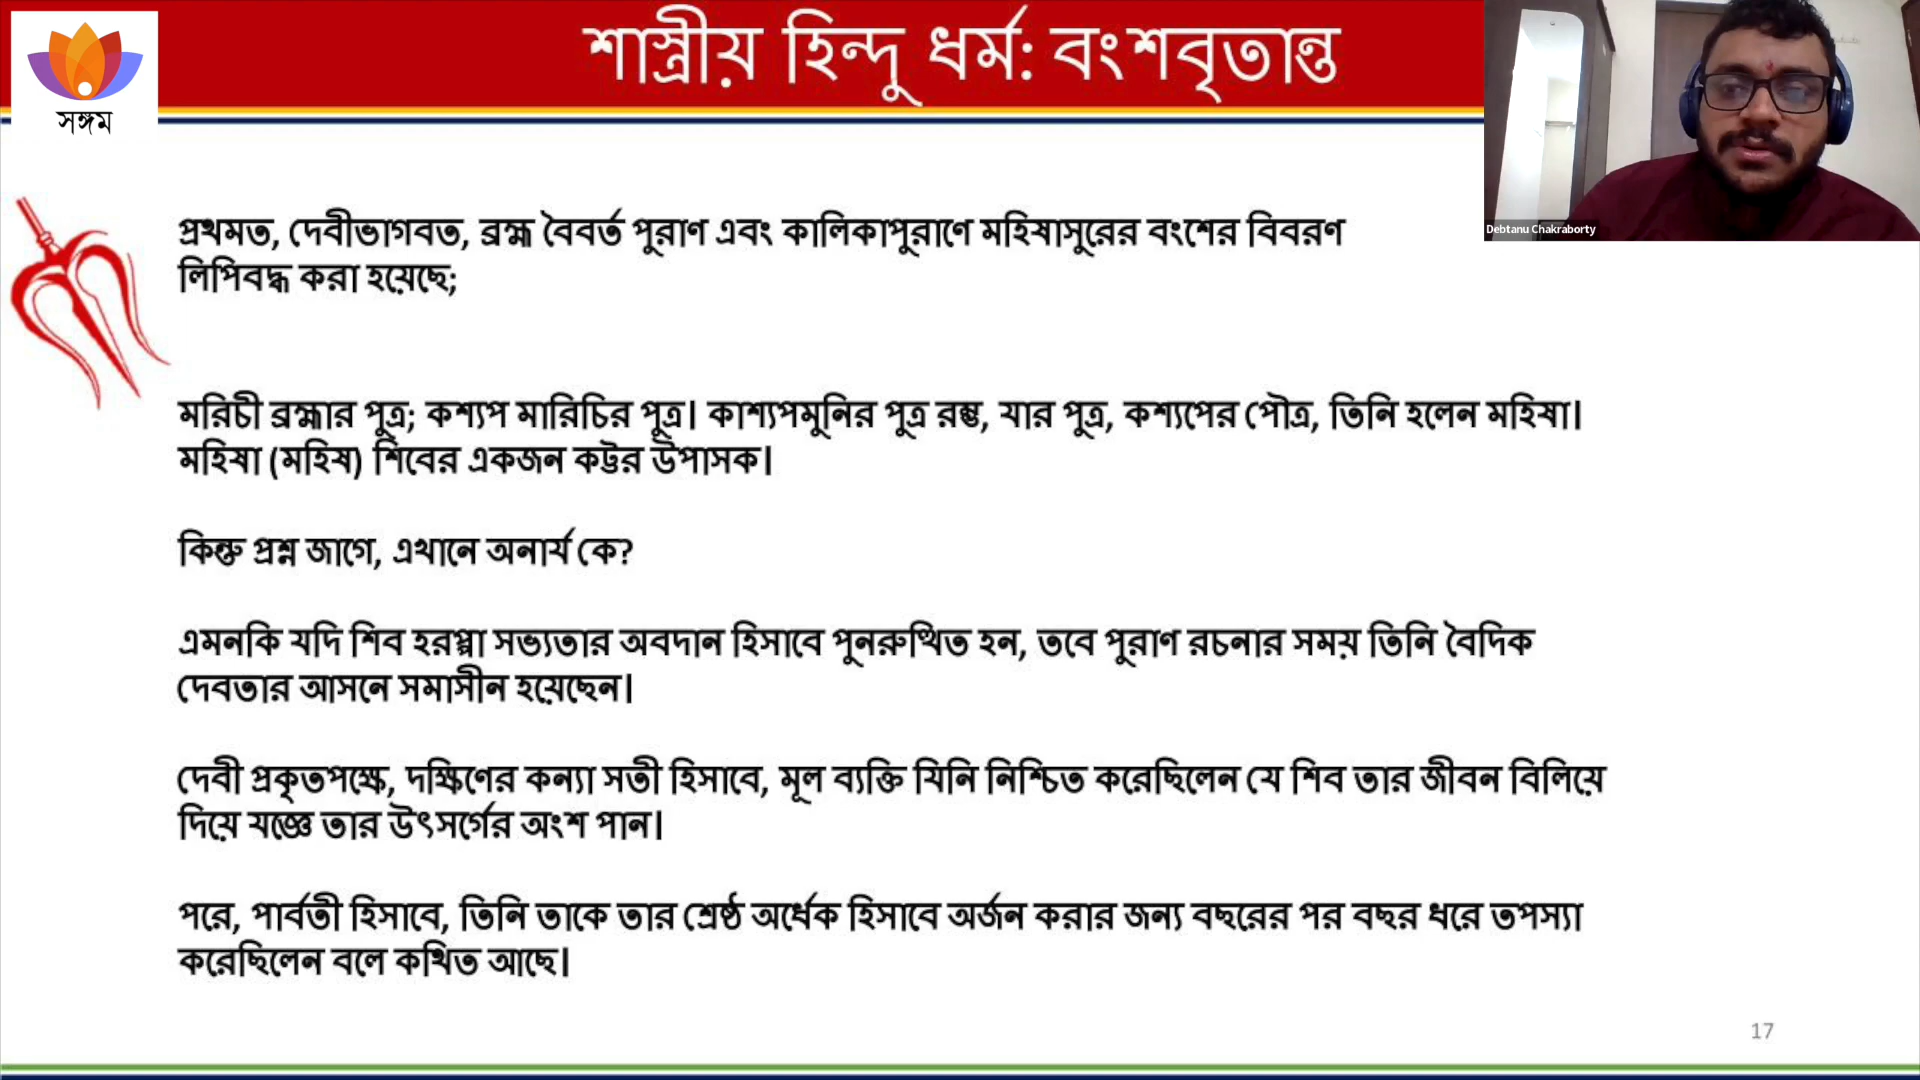 শাস্ত্রীয় হিন্দু ধর্ম: বংশবৃতান্ত
সঙ্গম
Debtanu Chakraborty
প্রথমত, দেবীভাগবত, ব্রহ্ম বৈবর্ত পুরাণ এবং কালিকাপুরাণে মহিষাসুরের বংশের বিবরণ
লিপিবদ্ধ করা হয়েছে;
মরিচী ব্রহ্মার পুত্র; কশ্যপ মারিচির পুত্র। কাশ্যপমুনির পুত্র রম্ভ, যার পুত্র, কশ্যপের পৌত্র, তিনি হলেন মহিষা।
মহিষা (মহিষ) শিবের একজন কট্টর উপাসক।
কিন্তু প্রশ্ন জাগে, এখানে অনার্য কে?
এমনকি যদি শিব হরপ্পা সভ্যতার অবদান হিসাবে পুনরুত্থিত হন, তবে পুরাণ রচনার সময় তিনি বৈদিক
দেবতার আসনে সমাসীন হয়েছেন।
দেবী প্রকৃতপক্ষে, দক্ষিণের কন্যা সতী হিসাবে, মূল ব্যক্তি যিনি নিশ্চিত করেছিলেন যে শিব তার জীবন বিলিয়ে
দিয়ে যজ্ঞে তার উৎসর্গের অংশ পান।
পরে, পার্বতী হিসাবে, তিনি তাকে তার শ্রেষ্ঠ অর্ধেক হিসাবে অর্জন করার জন্য বছরের পর বছর ধরে তপস্যা
করেছিলেন বলে কথিত আছে।
17